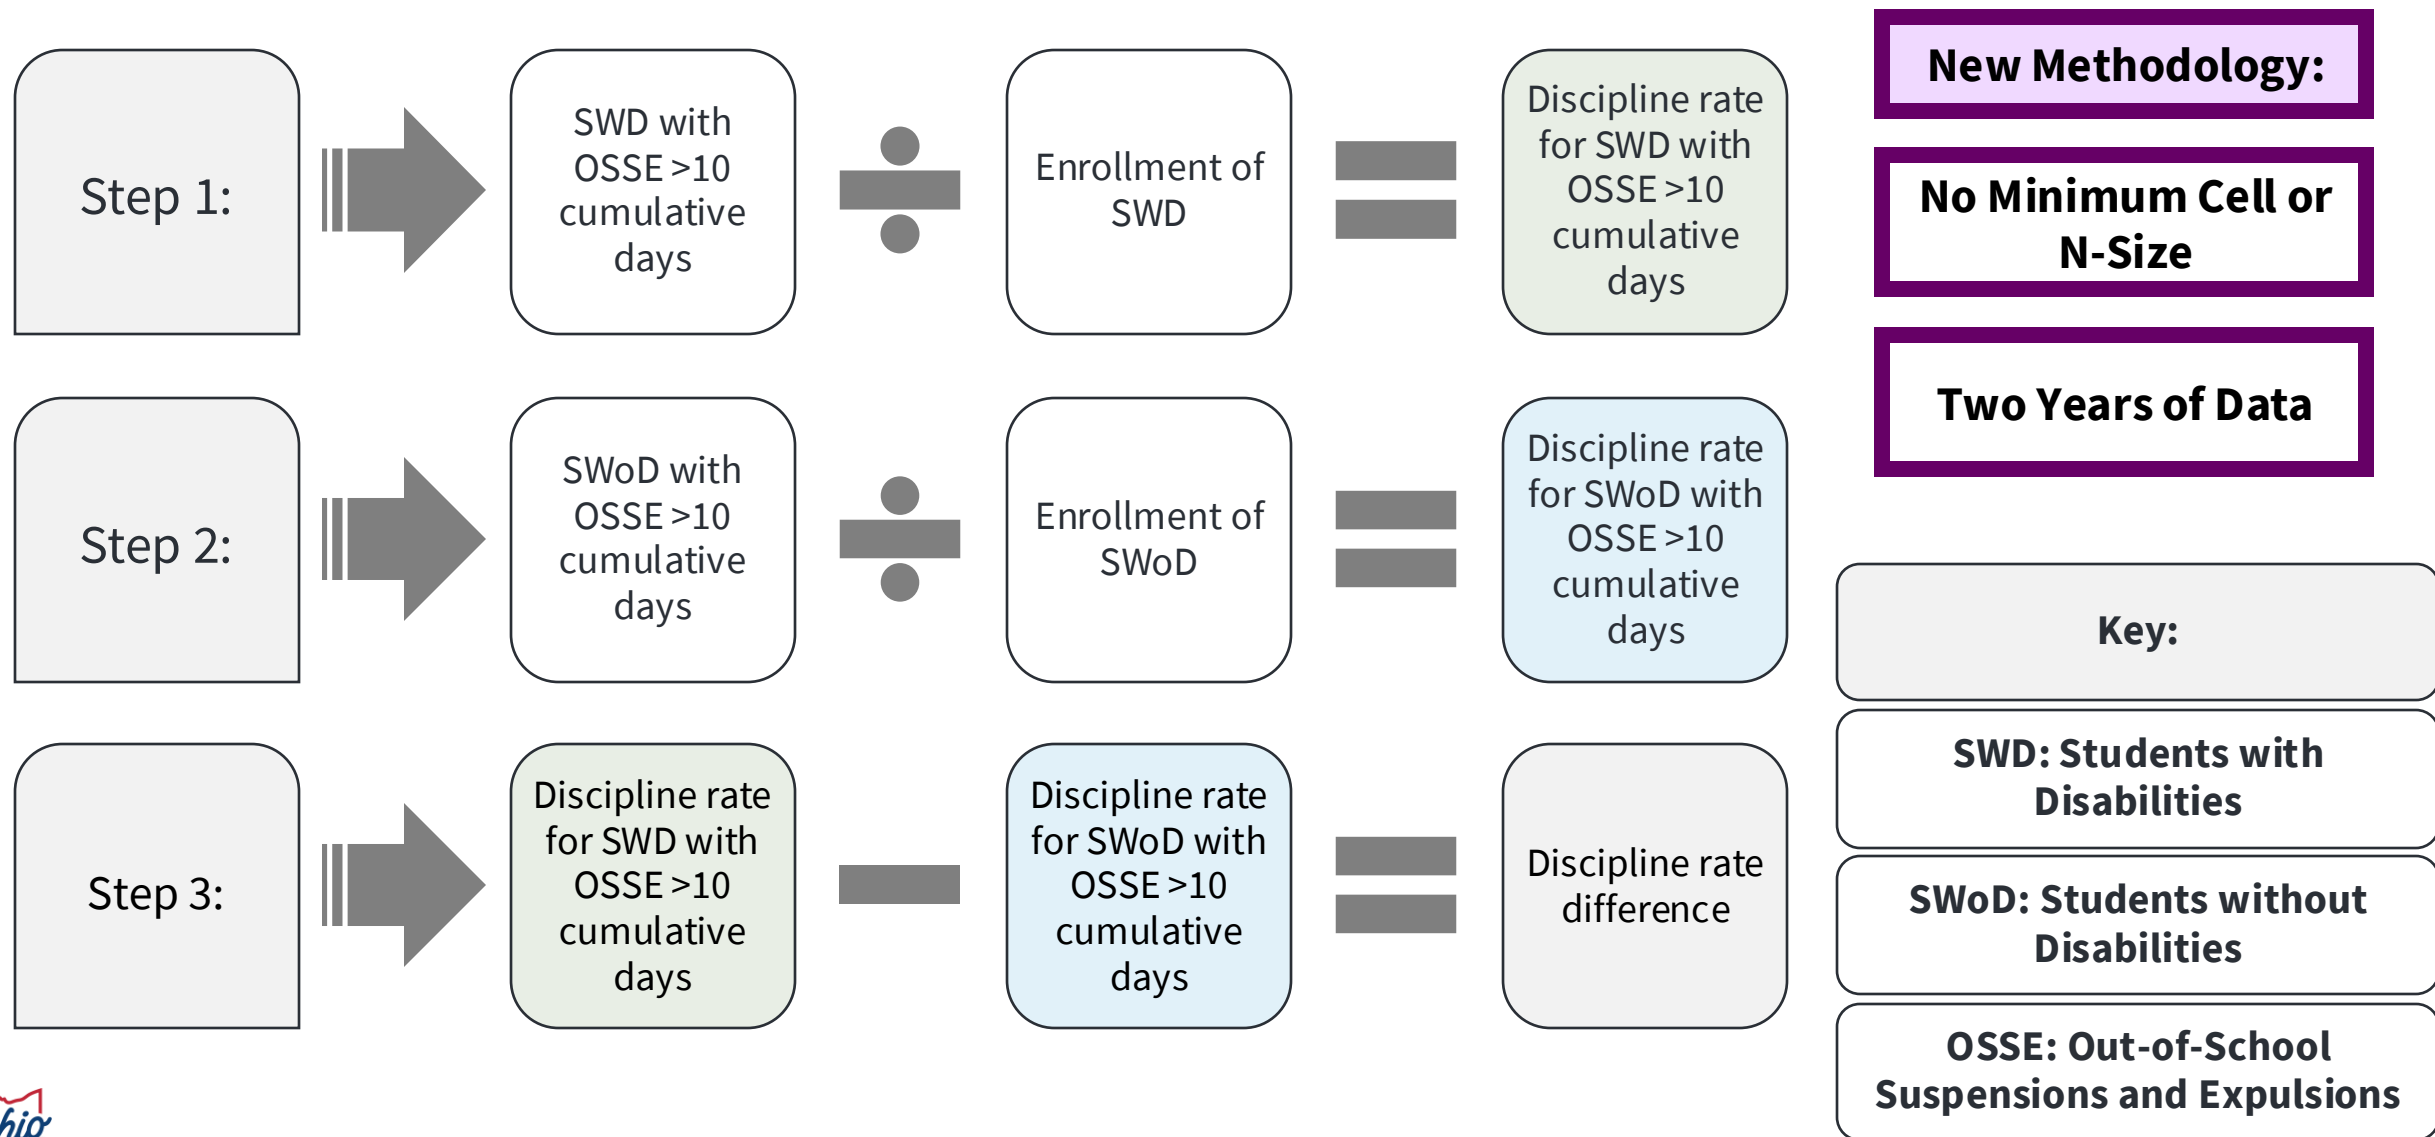 Step 1:
SWD with
OSSE >10
cumulative
days
Enrollment of
SWD
Discipline rate
for SWD with
OSSE >10
cumulative
days
Step 2:
SWoD with
OSSE >10
cumulative
days
Enrollment of
SWoD
Discipline rate
for SWoD with
OSSE >10
cumulative
days
Step 3:
Discipline rate
for SWD with
OSSE >10
cumulative
days
Discipline rate
for SWoD with
OSSE >10
cumulative
days
Discipline rate
difference
New Methodology:
No Minimum Cell or
N-Size
Two Years of Data
Key:
SWD: Students with
Disabilities
SWoD: Students without
Disabilities
OSSE: Out-of-School
Suspensions and Expulsions